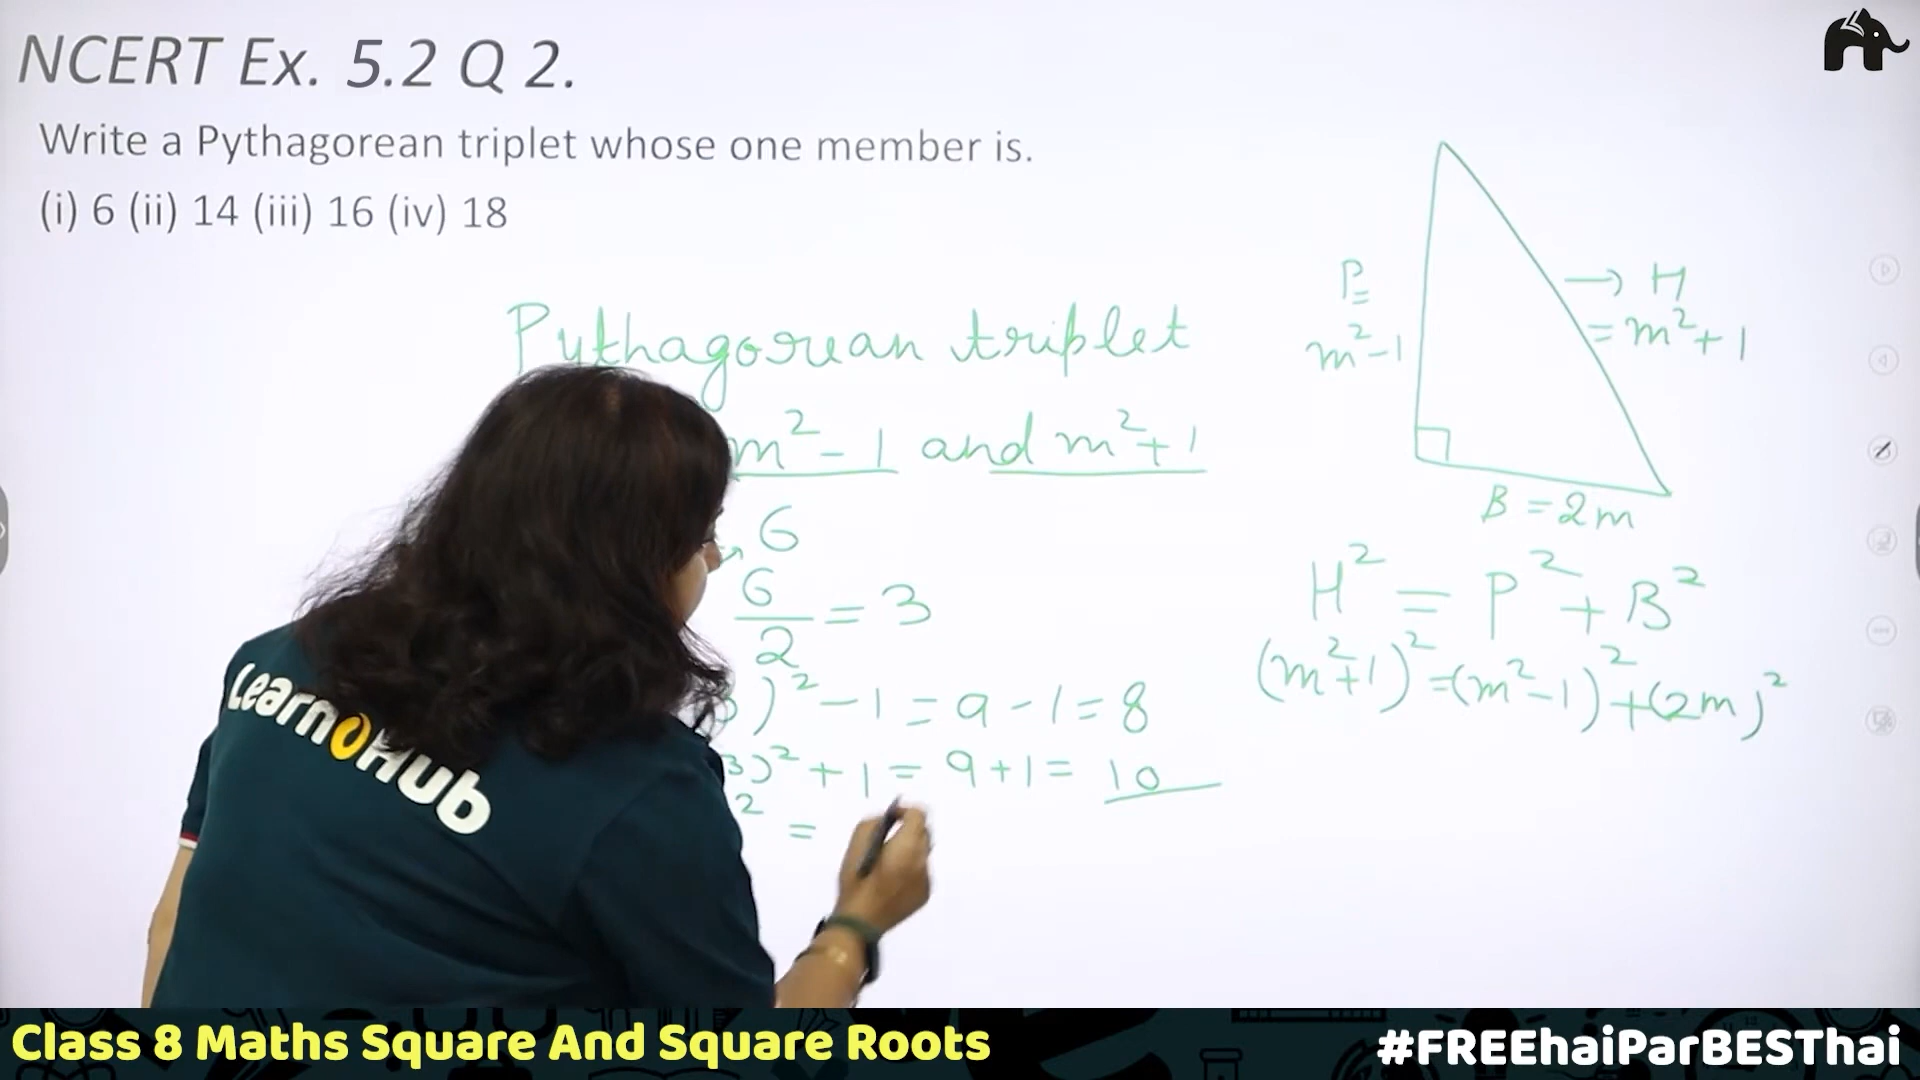 NCERT Ex. 5.2 Q 2.
Write a Pythagorean triplet whose one member is.
(i) 6 (ii) 14 (iii) 16 (iv) 18
Pythagorean triplet
m² - 1 and m² + 1
6
6/2 = 3
)² - 1 = 9 - 1 = 8
3)² + 1 = 9 + 1 = 10
2 =
P
m² - 1
→ H
= m² + 1
B = 2m
H² = P² + B²
(m² + 1)² = (m² - 1)² + (2m)²
LearnoHub
Class 8 Maths Square And Square Roots
#FREEhaiParBESThai